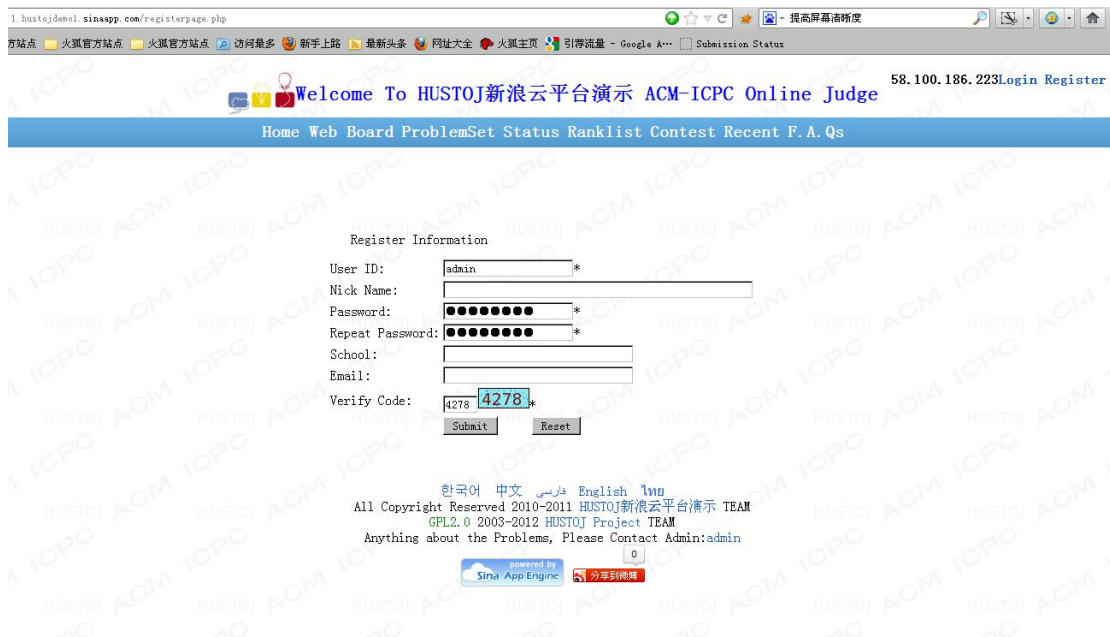 1.hustojdemo1.sinaapp.com/registerpage.php 提高屏幕清晰度
方站点 火狐官方站点 火狐官方站点 访问最多 新手上路 最新头条 网址大全 火狐主页 引荐流量 - Google A··· Submission Status
58.100.186.223Login Register
Welcome To HUSTOJ新浪云平台演示 ACM-ICPC Online Judge
Home Web Board ProblemSet Status Ranklist Contest Recent F.A.Qs
Register Information
User ID: admin *
Nick Name:
Password: ●●●●●●●● *
Repeat Password: ●●●●●●●● *
School:
Email:
Verify Code: 4278 4278 *
Submit Reset
한국어 中文 فارسی English ไทย
All Copyright Reserved 2010-2011 HUSTOJ新浪云平台演示 TEAM
GPL2.0 2003-2012 HUSTOJ Project TEAM
Anything about the Problems, Please Contact Admin:admin
0
powered by
Sina App Engine 分享到微博